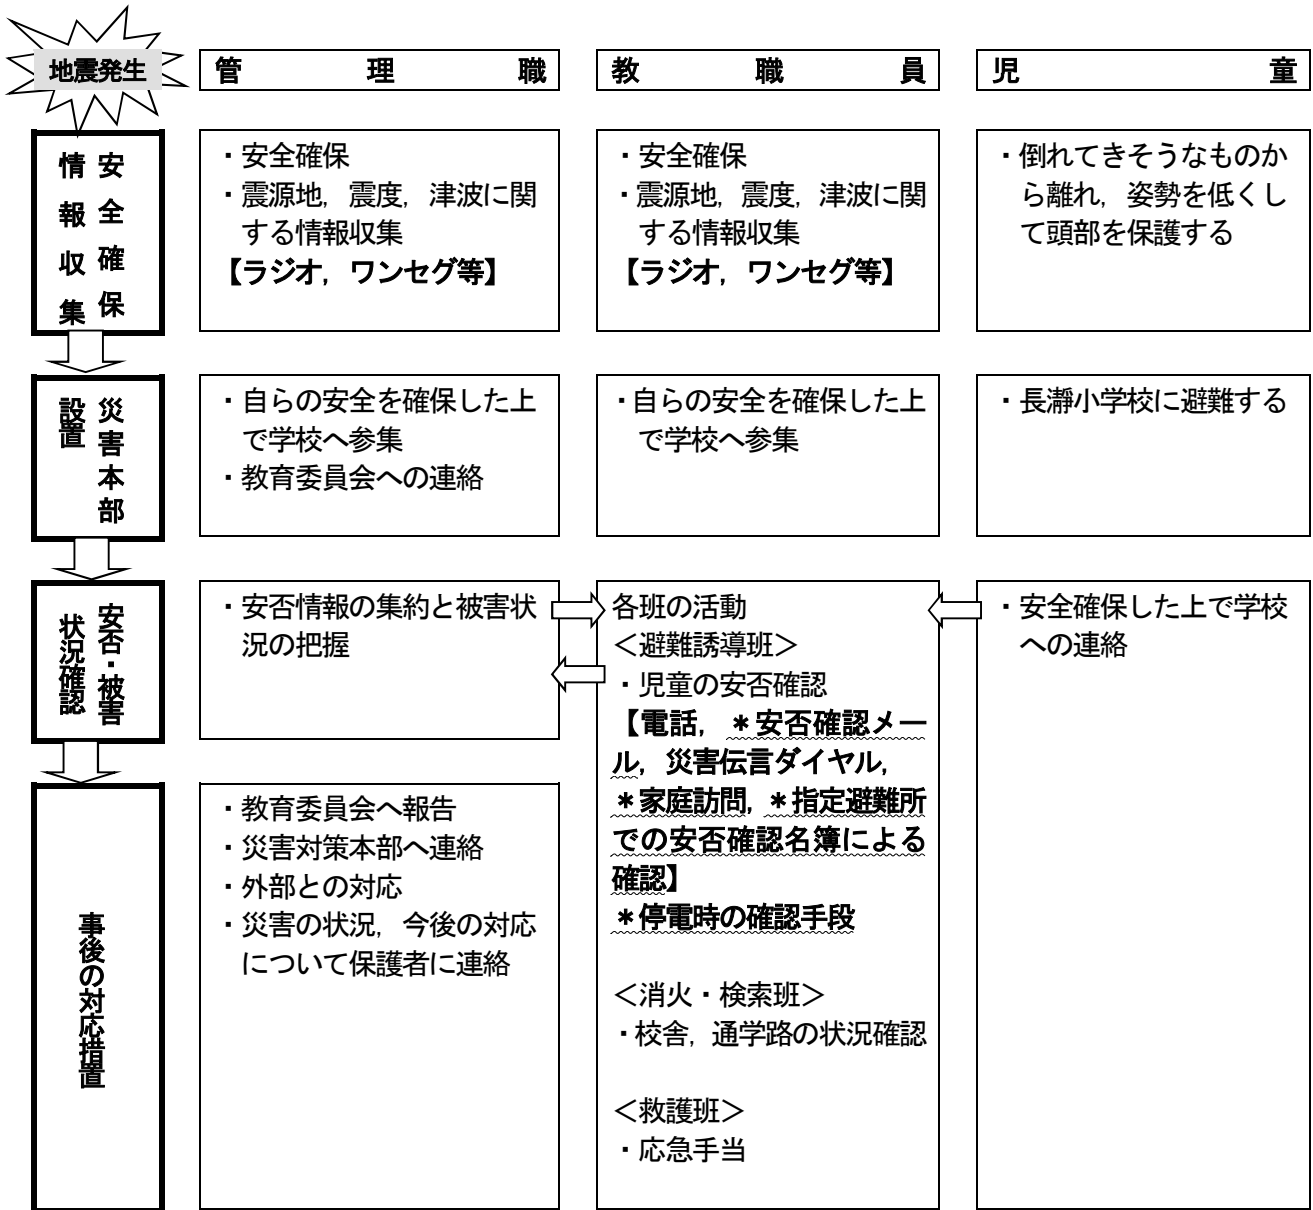 地震発生
管理職
教職員
児童
安全確保
情報収集
・安全確保
・震源地，震度，津波に関
する情報収集
【ラジオ，ワンセグ等】
・安全確保
・震源地，震度，津波に関
する情報収集
【ラジオ，ワンセグ等】
・倒れてきそうなものか
ら離れ，姿勢を低くし
て頭部を保護する
災害本部
設置
・自らの安全を確保した上
で学校へ参集
・教育委員会への連絡
・自らの安全を確保した上
で学校へ参集
・長瀞小学校に避難する
安否・被害
状況確認
・安否情報の集約と被害状
況の把握
各班の活動
＜避難誘導班＞
・児童の安否確認
【電話，＊安否確認メー
ル，災害伝言ダイヤル，
＊家庭訪問，＊指定避難所
での安否確認名簿による
確認】
＊停電時の確認手段
＜消火・検索班＞
・校舎，通学路の状況確認
＜救護班＞
・応急手当
・安全確保した上で学校
への連絡
事後の対応措置
・教育委員会へ報告
・災害対策本部へ連絡
・外部との対応
・災害の状況，今後の対応
について保護者に連絡